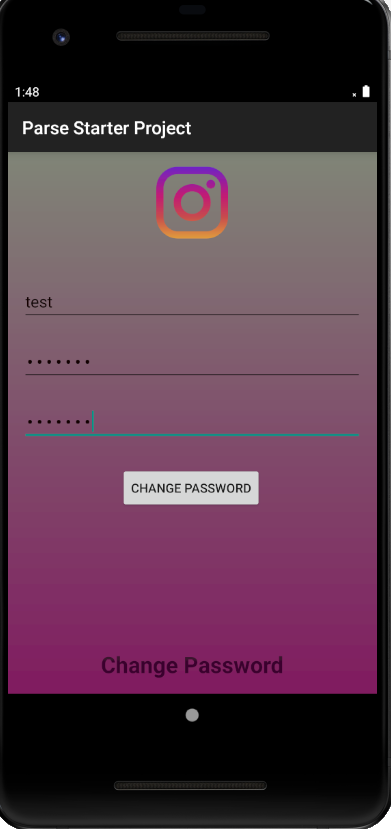 1:48
Parse Starter Project
test
•••••••
•••••••
CHANGE PASSWORD
Change Password